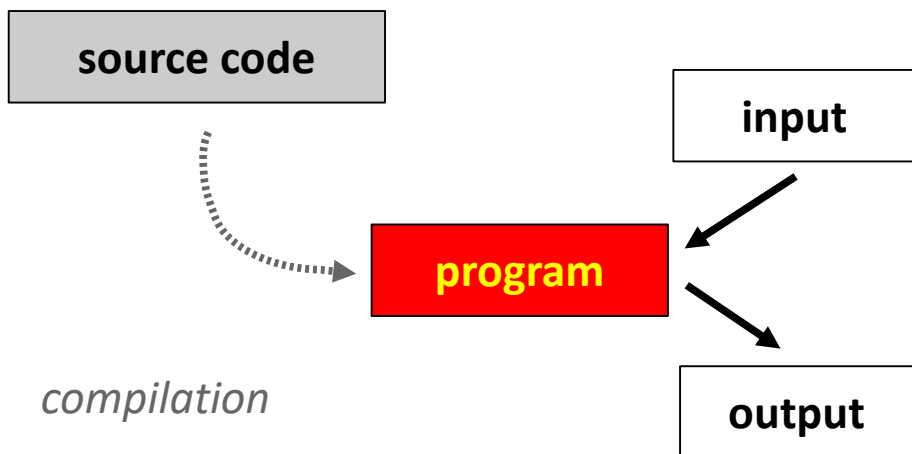 source code
input
program
compilation
output